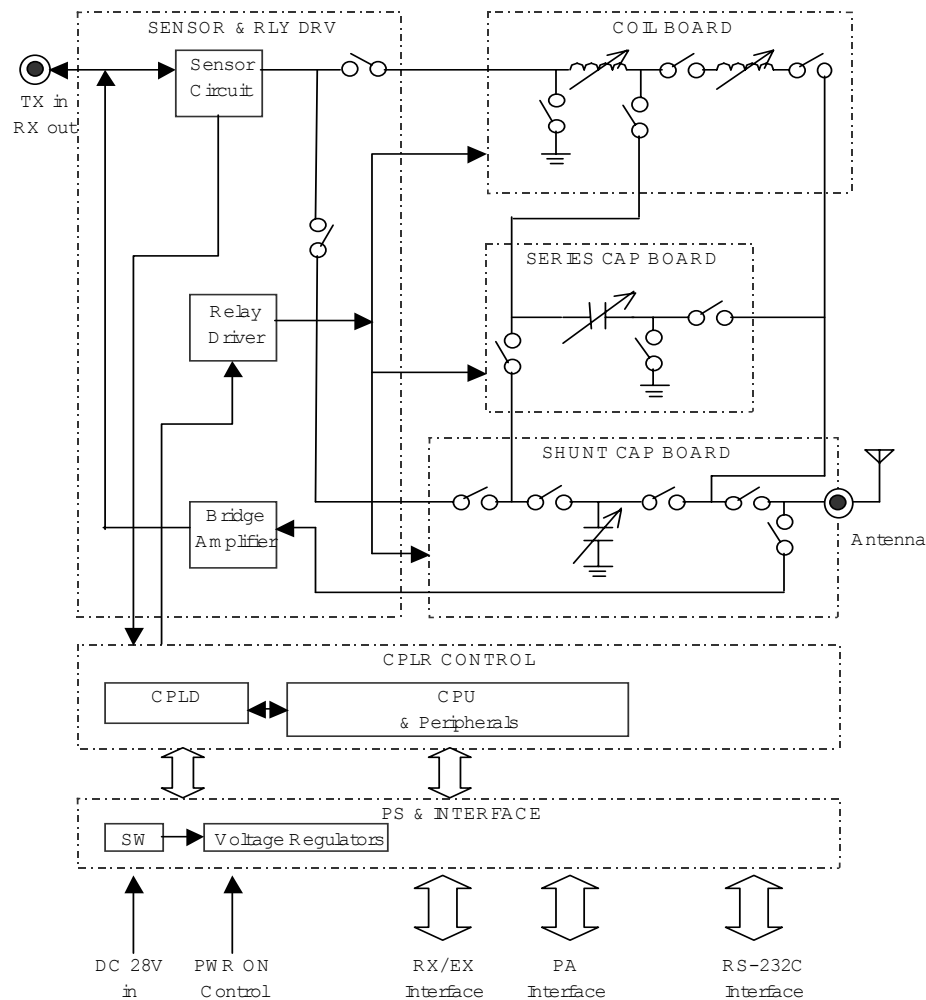 SENSOR & RLY DRV
COIL BOARD
Sensor
Circuit
TX in
RX out
SERIES CAP BOARD
Relay
Driver
SHUNT CAP BOARD
Bridge
Amplifier
Antenna
CPLR CONTROL
CPLD
CPU
& Peripherals
PS & INTERFACE
SW
Voltage Regulators
DC 28V
in
PWR ON
Control
RX/EX
Interface
PA
Interface
RS-232C
Interface